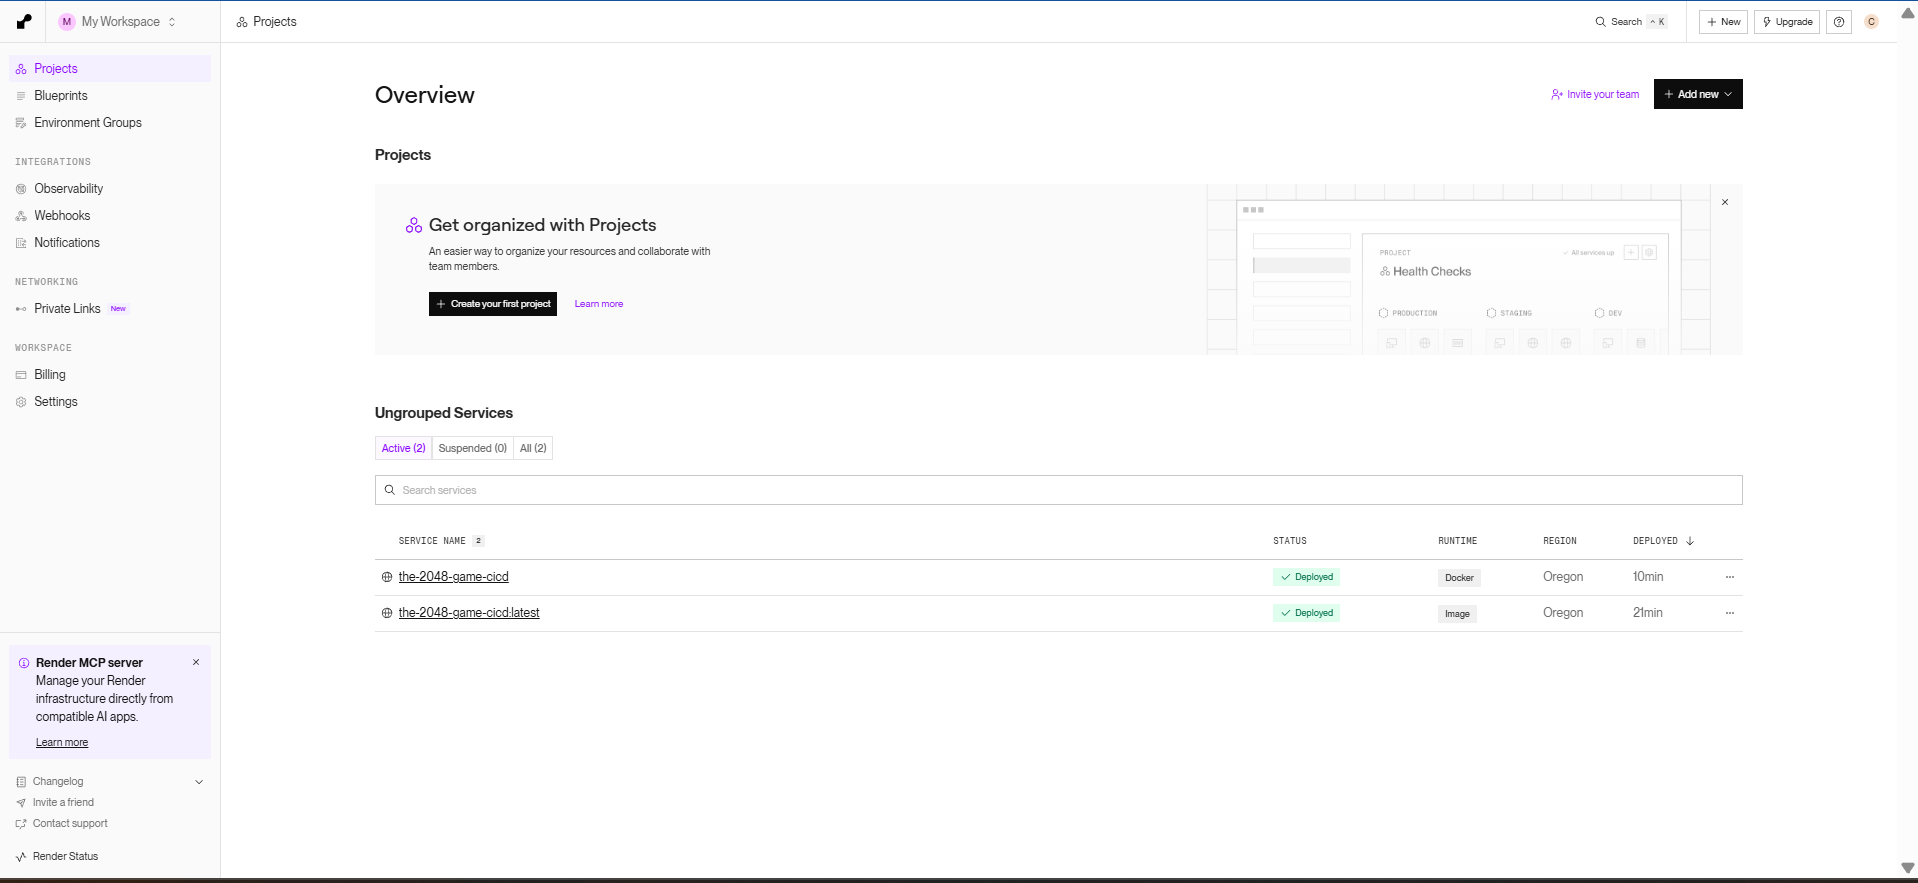 M My Workspace
Projects
Search ^ K
+ New
Upgrade
C
Projects
Blueprints
Environment Groups
INTEGRATIONS
Observability
Webhooks
Notifications
NETWORKING
Private Links New
WORKSPACE
Billing
Settings
Render MCP server
Manage your Render
infrastructure directly from
compatible AI apps.
Learn more
Changelog
Invite a friend
Contact support
Render Status
Overview
Invite your team
+ Add new
Projects
Get organized with Projects
An easier way to organize your resources and collaborate with
team members.
+ Create your first project
Learn more
PROJECT
All services up
Health Checks
PRODUCTION
STAGING
DEV
Ungrouped Services
Active (2) Suspended (0) All (2)
Search services
SERVICE NAME 2 STATUS RUNTIME REGION DEPLOYED
the-2048-game-cicd Deployed Docker Oregon 10min
the-2048-game-cicd:latest Deployed Image Oregon 21min